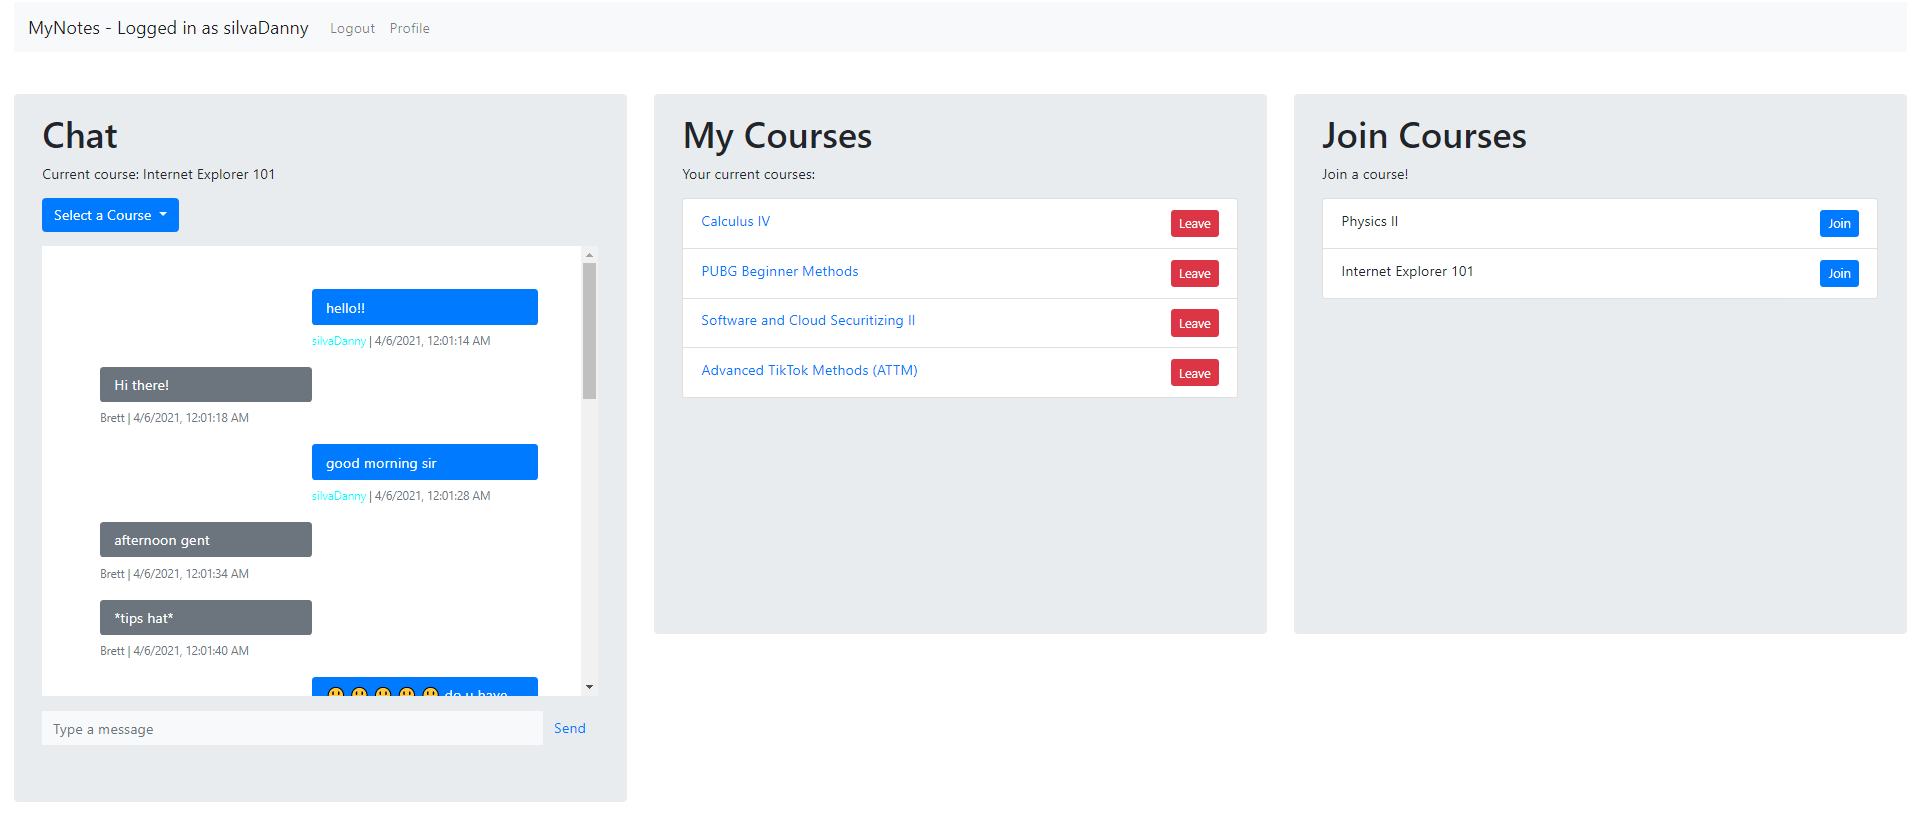 MyNotes - Logged in as silvaDanny Logout Profile
Chat
Current course: Internet Explorer 101
Select a Course
hello!!
silvaDanny | 4/6/2021, 12:01:14 AM
Hi there!
Brett | 4/6/2021, 12:01:18 AM
good morning sir
silvaDanny | 4/6/2021, 12:01:28 AM
afternoon gent
Brett | 4/6/2021, 12:01:34 AM
*tips hat*
Brett | 4/6/2021, 12:01:40 AM
do u have
Type a message Send
My Courses
Your current courses:
Calculus IV Leave
PUBG Beginner Methods Leave
Software and Cloud Securitizing II Leave
Advanced TikTok Methods (ATTM) Leave
Join Courses
Join a course!
Physics II Join
Internet Explorer 101 Join